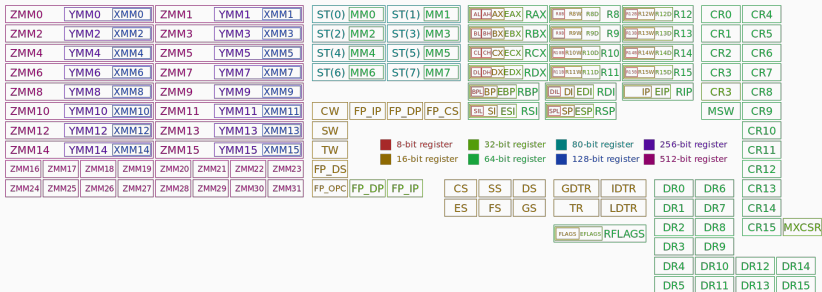 ZMM0 YMM0 XMM0 ZMM1 YMM1 XMM1 ST(0) MM0 ST(1) MM1 AL AH AX EAX RAX R8B R8W R8D R8 R12B R12W R12D R12 CR0 CR4
ZMM2 YMM2 XMM2 ZMM3 YMM3 XMM3 ST(2) MM2 ST(3) MM3 BL BH BX EBX RBX R9B R9W R9D R9 R13B R13W R13D R13 CR1 CR5
ZMM4 YMM4 XMM4 ZMM5 YMM5 XMM5 ST(4) MM4 ST(5) MM5 CL CH CX ECX RCX R10B R10W R10D R10 R14B R14W R14D R14 CR2 CR6
ZMM6 YMM6 XMM6 ZMM7 YMM7 XMM7 ST(6) MM6 ST(7) MM7 DL DH DX EDX RDX R11B R11W R11D R11 R15B R15W R15D R15 CR3 CR7
ZMM8 YMM8 XMM8 ZMM9 YMM9 XMM9 BPL BP EBP RBP DIL DI EDI RDI IP EIP RIP CR3 CR8
ZMM10 YMM10 XMM10 ZMM11 YMM11 XMM11 CW FP_IP FP_DP FP_CS SIL SI ESI RSI SPL SP ESP RSP MSW CR9
ZMM12 YMM12 XMM12 ZMM13 YMM13 XMM13 SW CR10
ZMM14 YMM14 XMM14 ZMM15 YMM15 XMM15 TW 8-bit register 32-bit register 80-bit register 256-bit register CR11
16-bit register 64-bit register 128-bit register 512-bit register
ZMM16 ZMM17 ZMM18 ZMM19 ZMM20 ZMM21 ZMM22 ZMM23 FP_DS CR12
ZMM24 ZMM25 ZMM26 ZMM27 ZMM28 ZMM29 ZMM30 ZMM31 FP_OPC FP_DP FP_IP CS SS DS GDTR IDTR DR0 DR6 CR13
ES FS GS TR LDTR DR1 DR7 CR14
FLAGS EFLAGS RFLAGS DR2 DR8 CR15 MXCSR
DR3 DR9
DR4 DR10 DR12 DR14
DR5 DR11 DR13 DR15